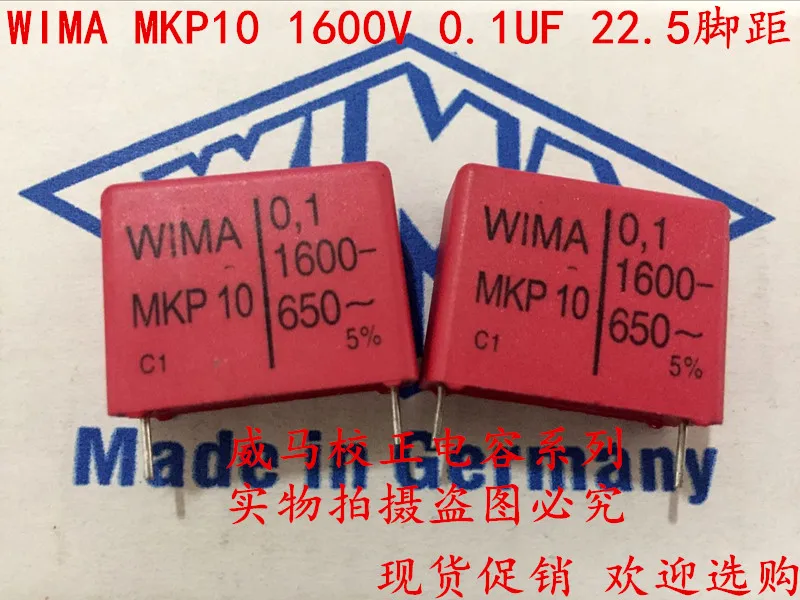 WIMA MKP10 1600V 0.1UF 22.5脚距
WIMA
MKP 10
C1
0,1
1600-
650~
5%
WIMA
MKP 10
C1
0,1
1600-
650~
5%
Made in Germany
威马校正电容系列
实物拍摄盗图必究
现货促销 欢迎选购